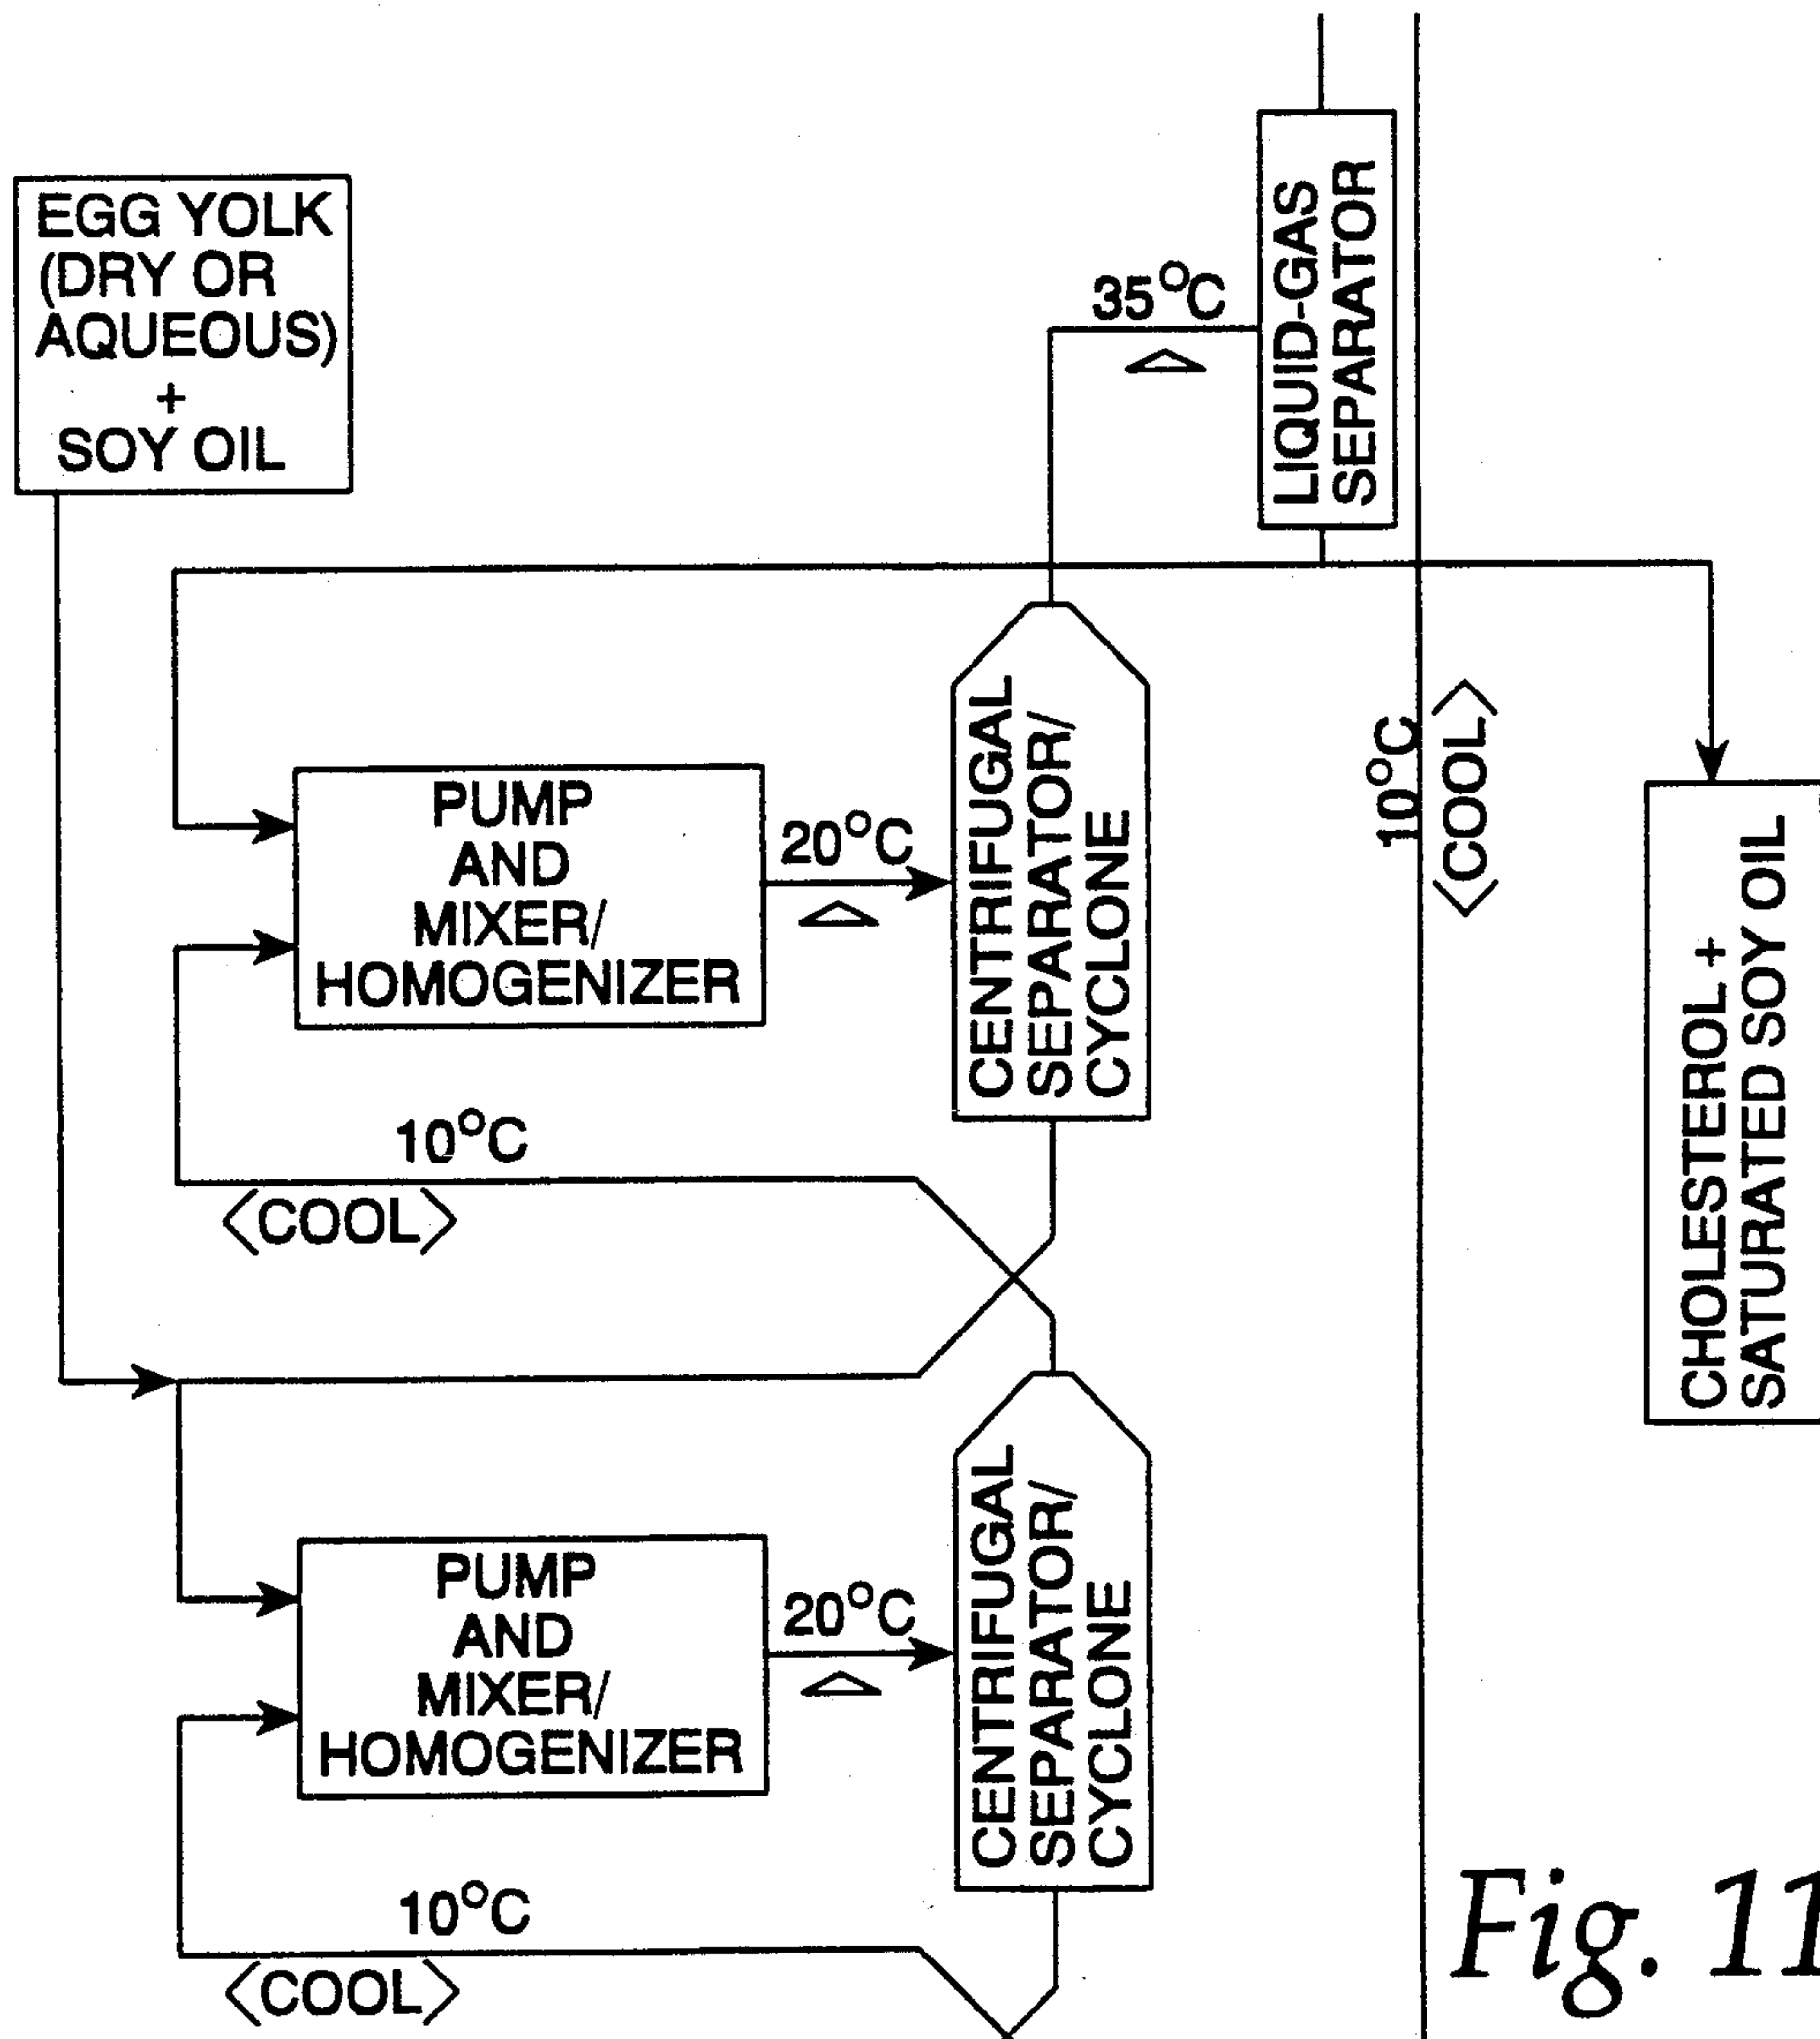 EGG YOLK
(DRY OR
AQUEOUS)
+
SOY OIL
35°C
LIQUID-GAS
SEPARATOR
PUMP
AND
MIXER/
HOMOGENIZER
20°C
CENTRIFUGAL
SEPARATOR/
CYCLONE
10°C
<COOL>
10°C
<COOL>
CHOLESTEROL +
SATURATED SOY OIL
PUMP
AND
MIXER/
HOMOGENIZER
20°C
CENTRIFUGAL
SEPARATOR/
CYCLONE
10°C
<COOL>
Fig. 11